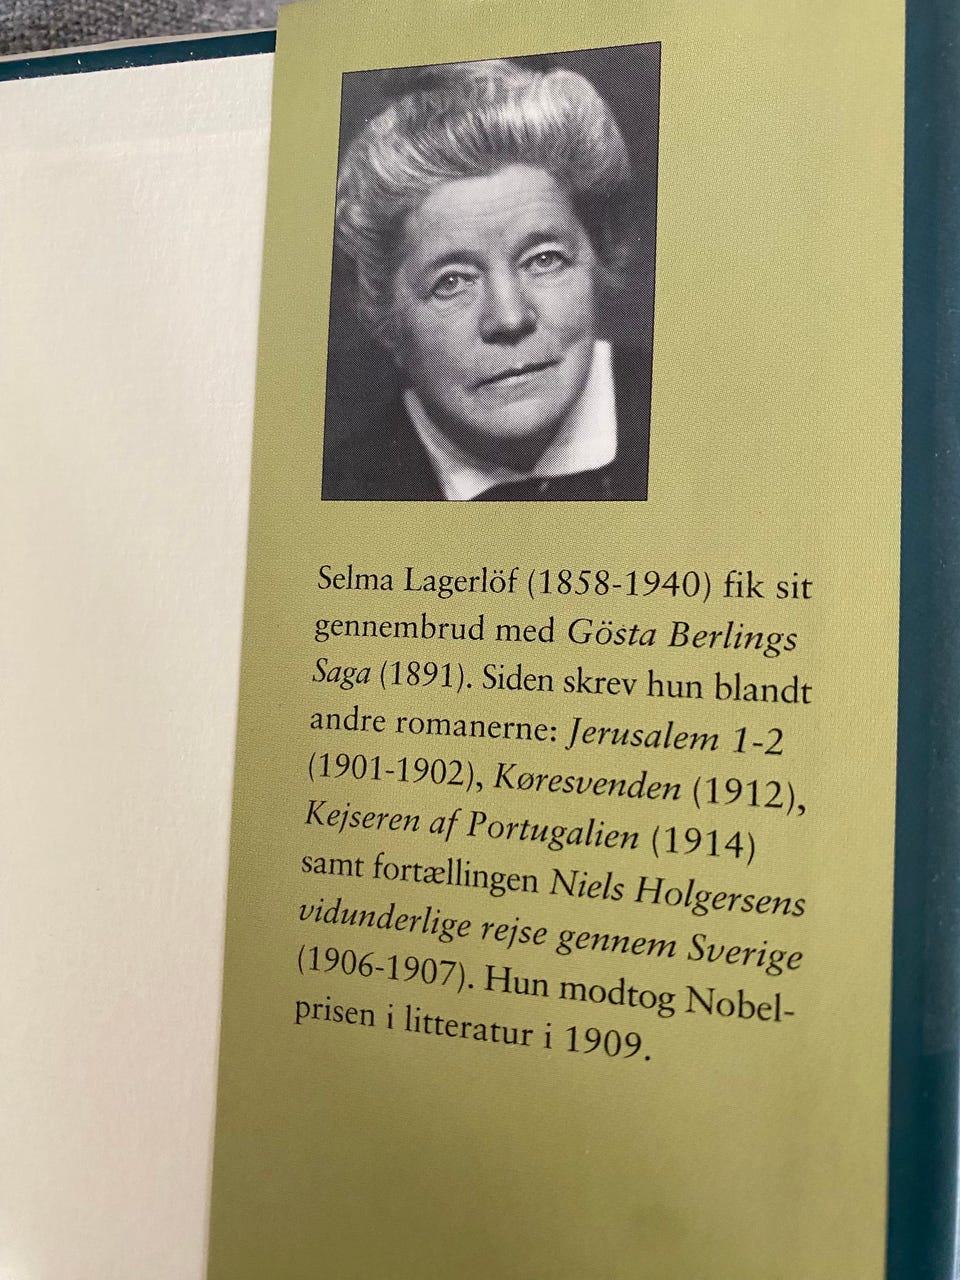 Selma Lagerlöf (1858-1940) fik sit
gennembrud med Gösta Berlings
Saga (1891). Siden skrev hun blandt
andre romanerne: Jerusalem 1-2
(1901-1902), Køresvenden (1912),
Kejseren af Portugalien (1914)
samt fortællingen Niels Holgersens
vidunderlige rejse gennem Sverige
(1906-1907). Hun modtog Nobel-
prisen i litteratur i 1909.